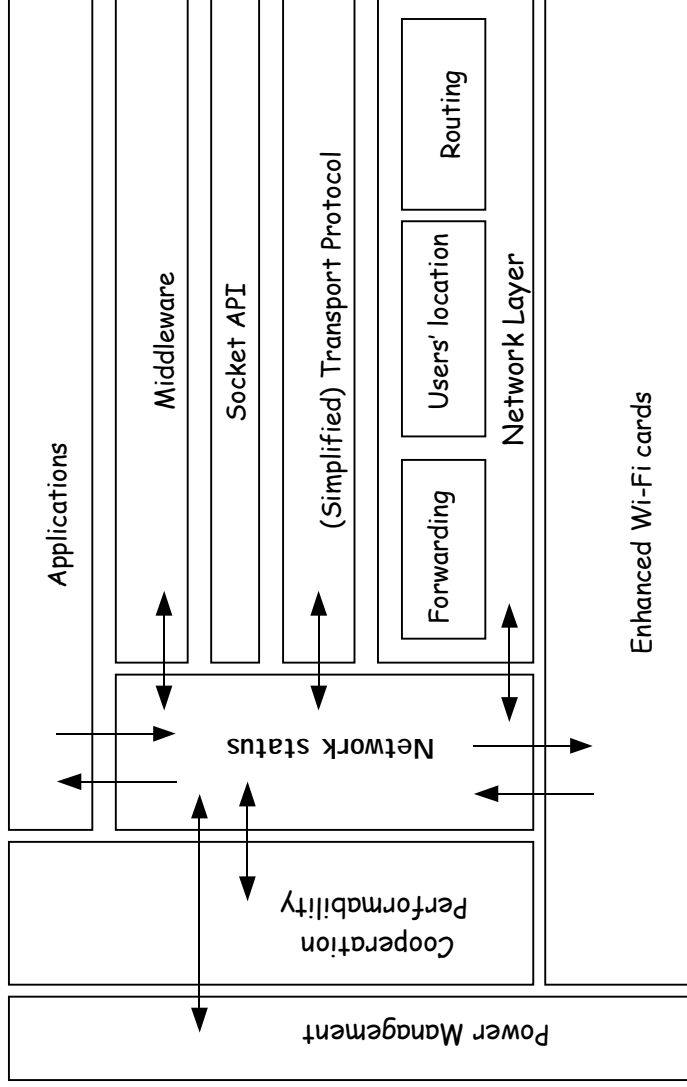 Applications
Middleware
Socket API
(Simplified) Transport Protocol
Routing
Users' location
Forwarding
Network Layer
Enhanced Wi-Fi cards
Network status
Cooperation
Performability
Power Management